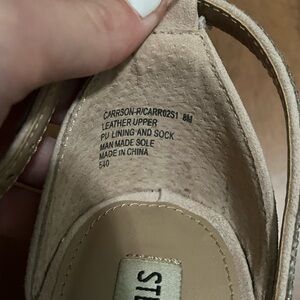 CARRSON-R/CARR02S1 8M
LEATHER UPPER
PU LINING AND SOCK
MAN MADE SOLE
MADE IN CHINA
540
STE